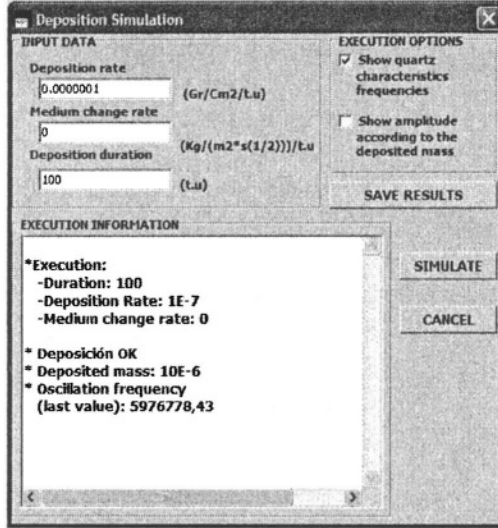 Deposition Simulation
INPUT DATA
Deposition rate
0.0000001
(Gr/Cm2/t.u)
Medium change rate
0
(Kg/(m2*s(1/2)))/t.u
Deposition duration
100
(t.u)
EXECUTION OPTIONS
Show quartz
characteristics
frequencies
Show amplktude
according to the
deposited mass
SAVE RESULTS
EXECUTION INFORMATION
*Execution:
-Duration: 100
-Deposition Rate: 1E-7
-Medium change rate: 0
* Deposición OK
* Deposited mass: 10E-6
* Oscillation frequency
(last value): 5976778,43
SIMULATE
CANCEL